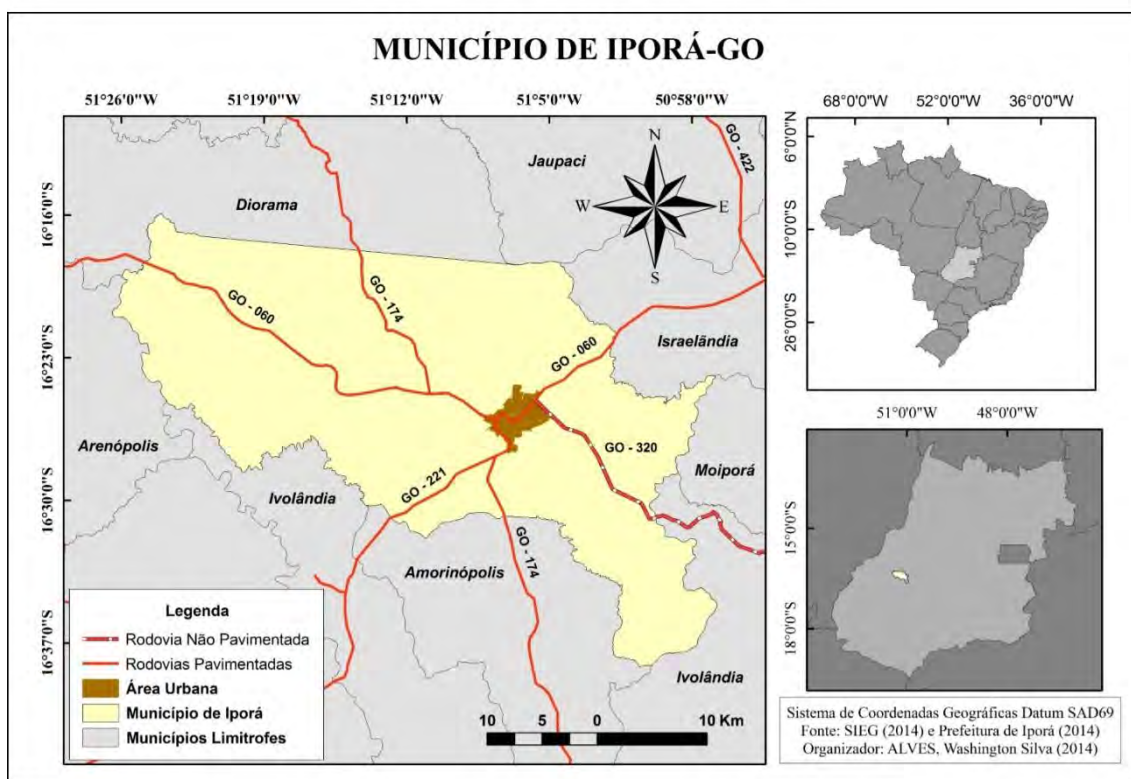 MUNICÍPIO DE IPORÁ-GO
51°26'0"W 51°19'0"W 51°12'0"W 51°5'0"W 50°58'0"W
16°16'0"S
16°23'0"S
16°30'0"S
16°37'0"S
Jaupaci
GO - 422
Diorama
N
W E
S
GO - 174
GO - 060
GO - 060
Israelândia
Arenópolis
GO - 320
Moiporá
Ivolândia
GO - 221
GO - 174
Amorinópolis
Ivolândia
Legenda
Rodovia Não Pavimentada
Rodovias Pavimentadas
Área Urbana
Município de Iporá
Municípios Limitrofes
10 5 0 10 Km
68°0'0"W 52°0'0"W 36°0'0"W
6°0'0"N
10°0'0"S
26°0'0"S
51°0'0"W 48°0'0"W
15°0'0"S
18°0'0"S
Sistema de Coordenadas Geográficas Datum SAD69
Fonte: SIEG (2014) e Prefeitura de Iporá (2014)
Organizador: ALVES, Washington Silva (2014)